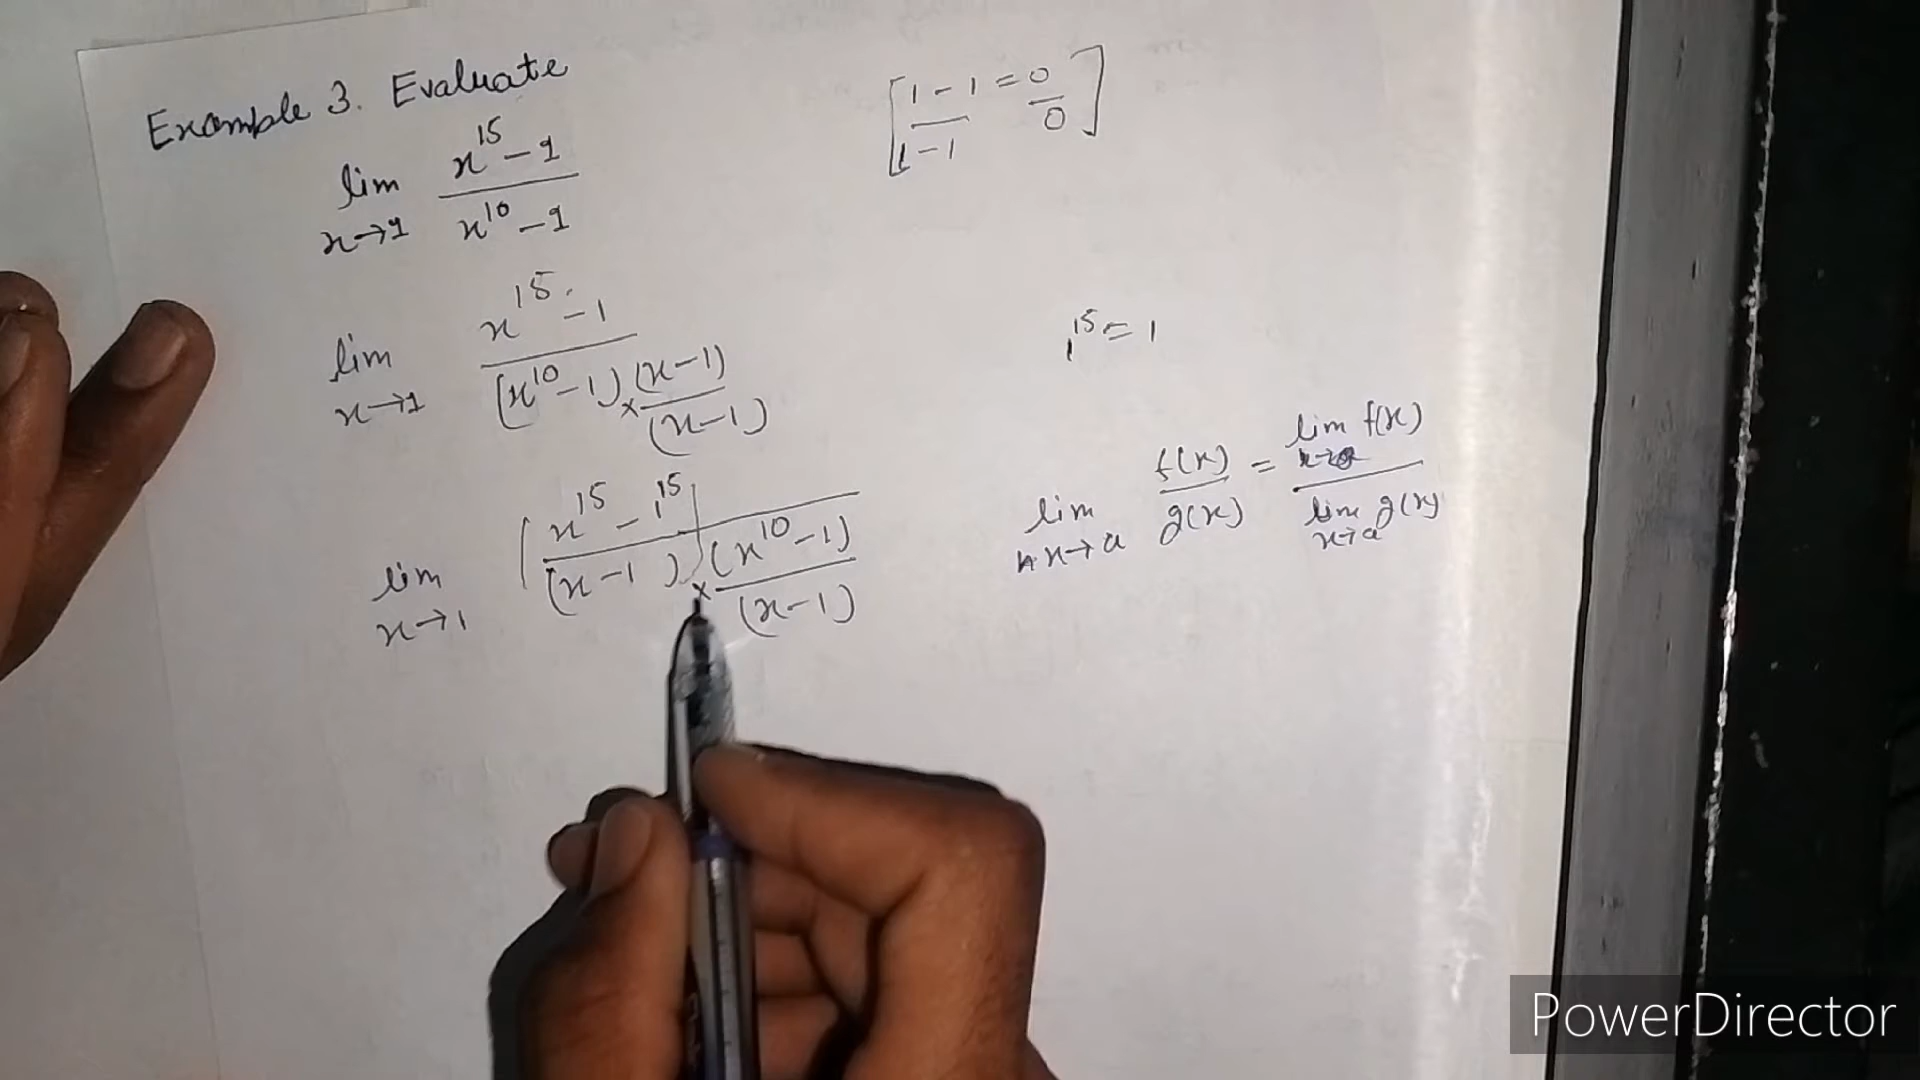 Example 3. Evaluate
lim x→1 (x^15 − 1)/(x^10 − 1)
[(1 − 1)/(1 − 1) = 0/0]
lim x→1 (x^15 − 1)/((x^10 − 1) × (x−1)/(x−1))
1^15 = 1
lim x→1 ((x^15 − 1^15)/(x−1)) × (x^10 − 1)/(x−1)
lim x→a f(x)/g(x) = lim x→a f(x) / lim x→a g(x)
PowerDirector